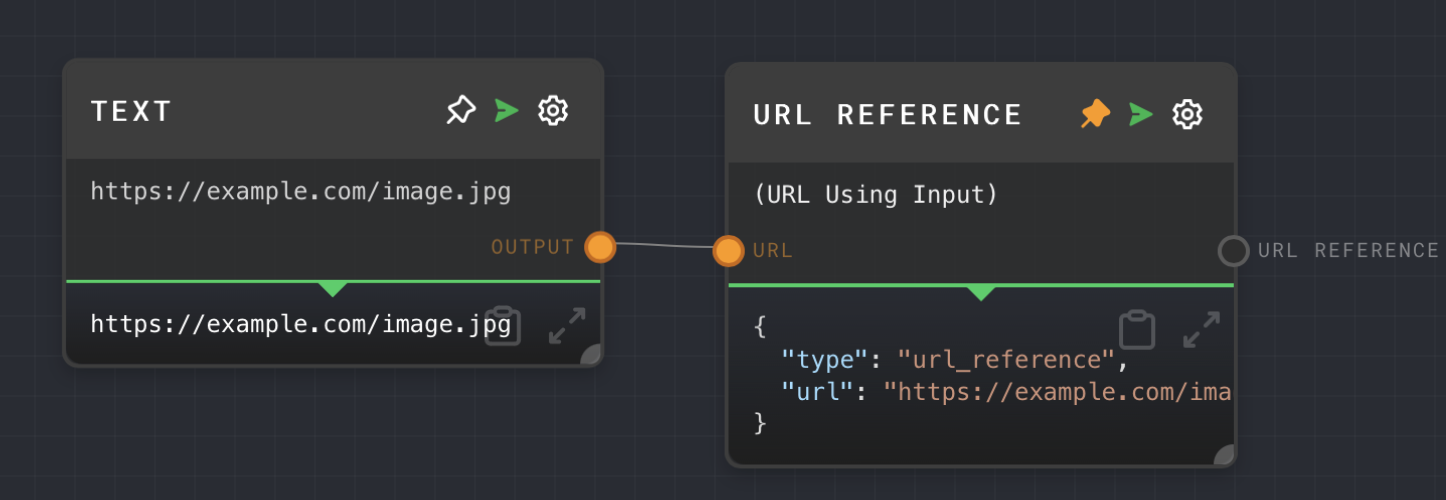 TEXT
https://example.com/image.jpg
OUTPUT
https://example.com/image.jpg
URL REFERENCE
(URL Using Input)
URL
URL REFERENCE
{
"type": "url_reference",
"url": "https://example.com/ima
}